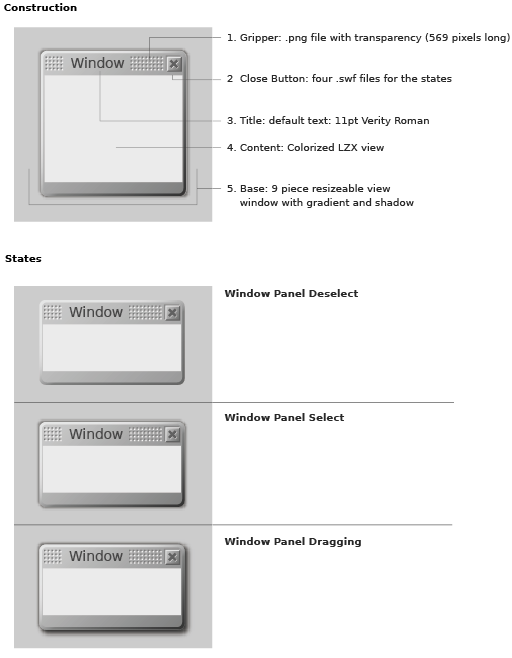 Construction
Window
1. Gripper: .png file with transparency (569 pixels long)
2 Close Button: four .swf files for the states
3. Title: default text: 11pt Verity Roman
4. Content: Colorized LZX view
5. Base: 9 piece resizeable view
window with gradient and shadow
States
Window
Window Panel Deselect
Window
Window Panel Select
Window
Window Panel Dragging